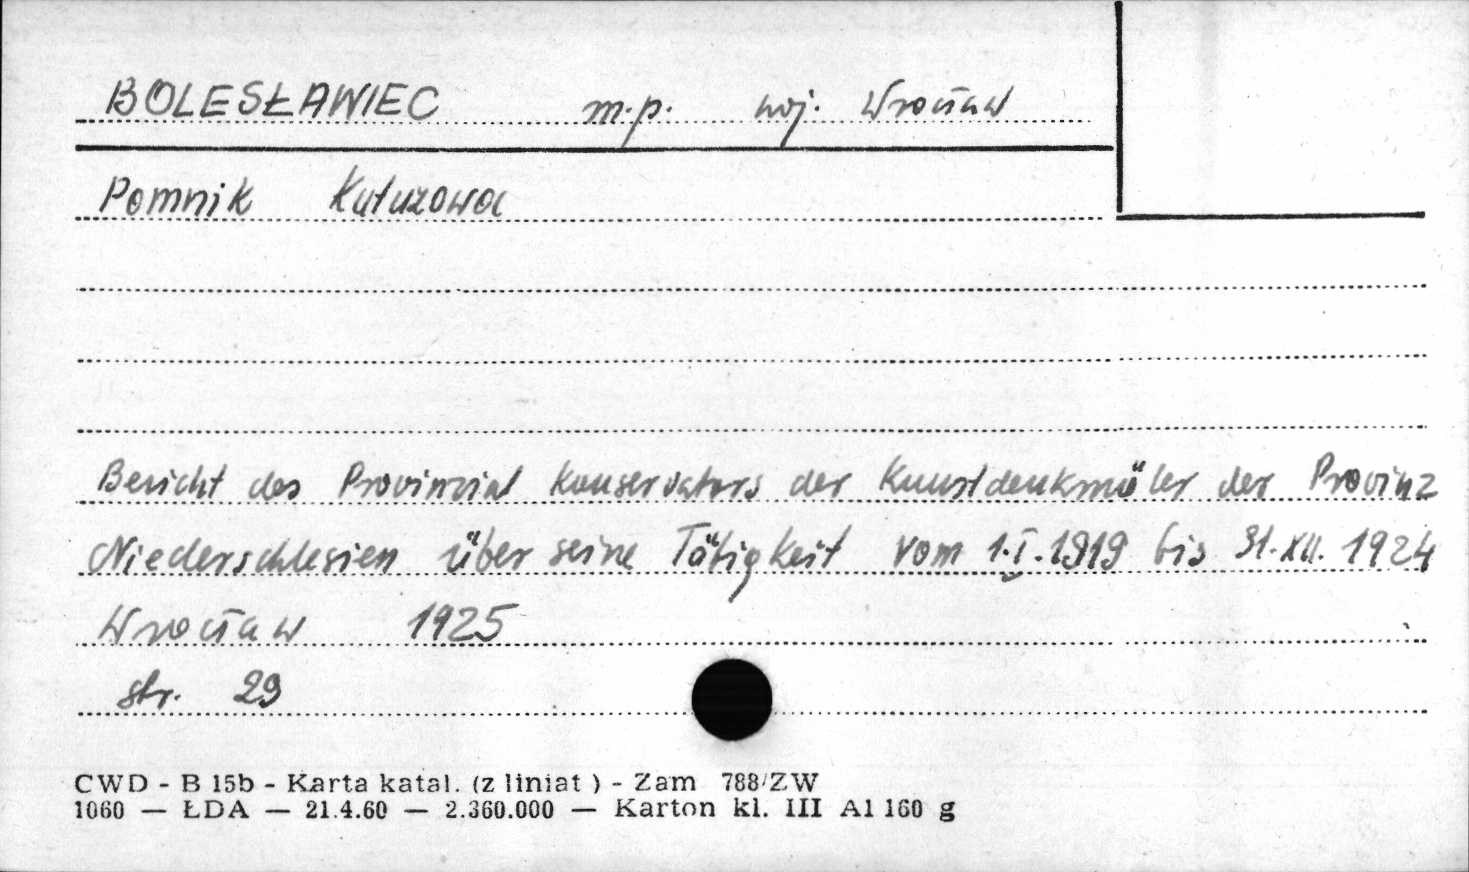 BOLESŁAWIEC m.p. woj. Wrocław
Pomnik Kutuzowa
Bericht des Provinzial Konservators der Kunstdenkmäler der Provinz
Niederschlesien über seine Tätigkeit vom 1.I.1919 bis 31.XII.1924
Wrocław 1925
str. 29
CWD - B 15b - Karta katal. (z liniat ) - Zam 788/ZW
1060 — ŁDA — 21.4.60 — 2.360.000 — Karton kl. III A1 160 g